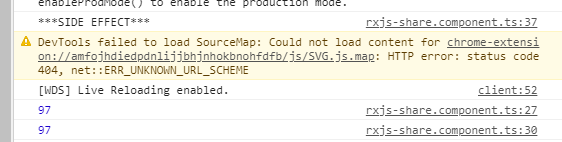 enableProdMode() to enable the production mode.
***SIDE EFFECT*** rxjs-share.component.ts:37
DevTools failed to load SourceMap: Could not load content for chrome-extensi
on://amfojhdiedpdnlijjbhjnhokbnohfdfb/js/SVG.js.map: HTTP error: status code
404, net::ERR_UNKNOWN_URL_SCHEME
[WDS] Live Reloading enabled. client:52
97 rxjs-share.component.ts:27
97 rxjs-share.component.ts:30